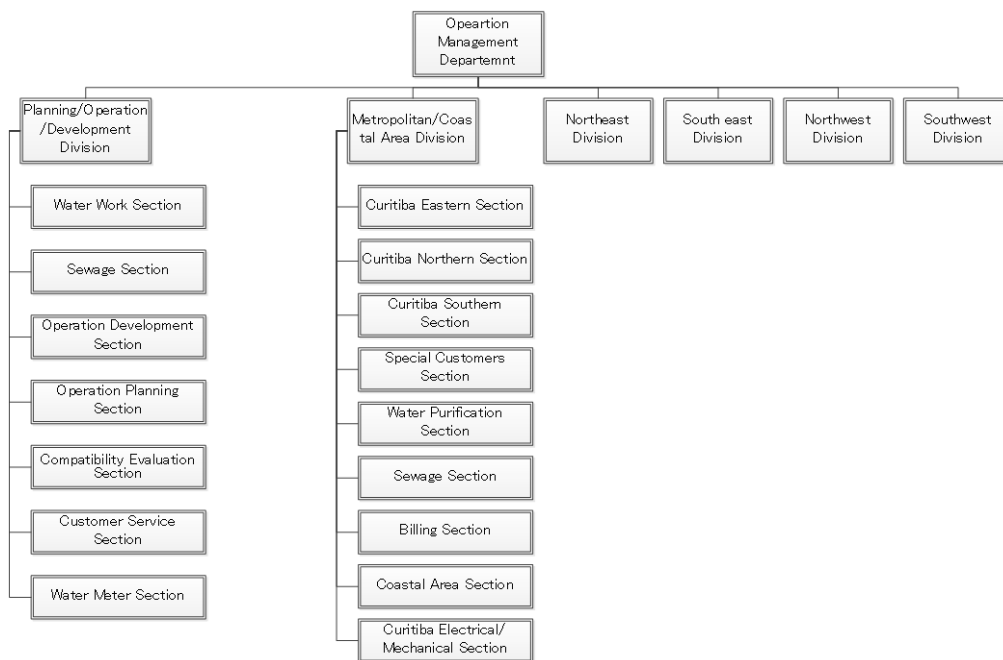 Opeartion
Management
Departemnt
Planning/Operation
/Development
Division
Metropolitan/Coas
tal Area Division
Northeast
Division
South east
Division
Northwest
Division
Southwest
Division
Water Work Section
Sewage Section
Operation Development
Section
Operation Planning
Section
Compatibility Evaluation
Section
Customer Service
Section
Water Meter Section
Curitiba Eastern Section
Curitiba Northern Section
Curitiba Southern
Section
Special Customers
Section
Water Purification
Section
Sewage Section
Billing Section
Coastal Area Section
Curitiba Electrical/
Mechanical Section